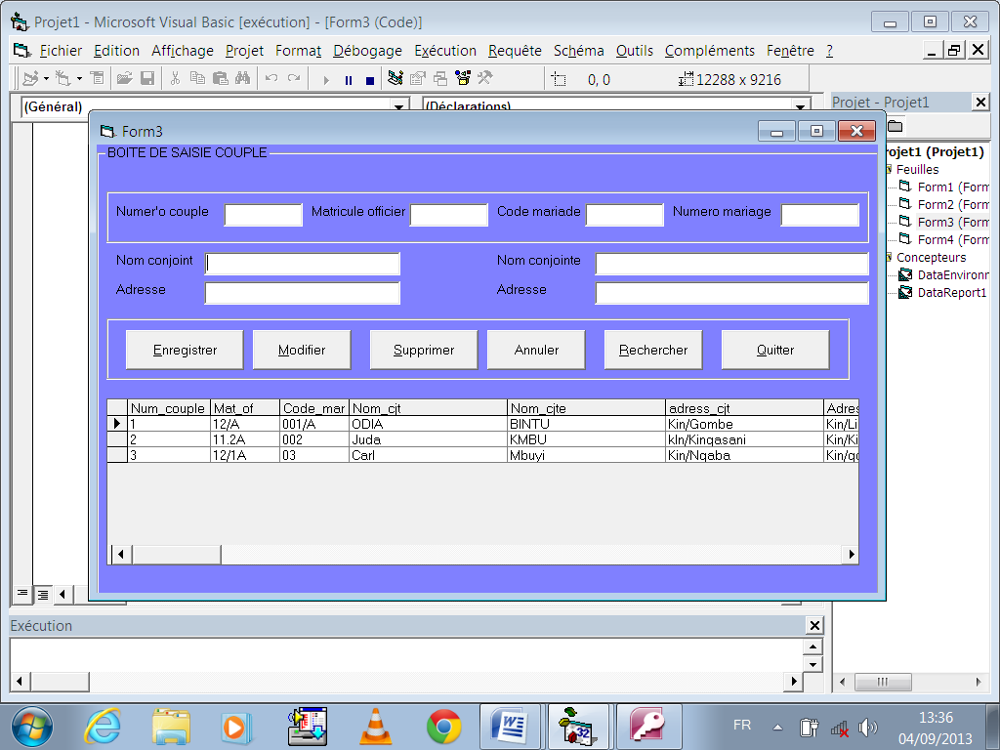 Projet1 - Microsoft Visual Basic [exécution] - [Form3 (Code)]
Fichier Edition Affichage Projet Format Débogage Exécution Requête Schéma Outils Compléments Fenêtre ?
0, 0 12288 x 9216
(Général) (Déclarations)
Projet - Projet1
Form3
BOITE DE SAISIE COUPLE
rojet1 (Projet1)
Feuilles
Form1 (Form
Form2 (Form
Form3 (Form
Form4 (Form
Concepteurs
DataEnvironn
DataReport1
Numer'o couple Matricule officier Code mariade Numero mariage
Nom conjoint Nom conjointe
Adresse Adresse
Enregistrer Modifier Supprimer Annuler Rechercher Quitter
Num_couple Mat_of Code_mar Nom_cjt Nom_cjte adress_cjt Adres
1 12/A 001/A ODIA BINTU Kin/Gombe Kin/Li
2 11.2A 002 Juda KMBU kIn/Kinqasani Kin/Ki
3 12/1A 03 Carl Mbuyi Kin/Nqaba Kin/qo
Exécution
FR
13:36
04/09/2013